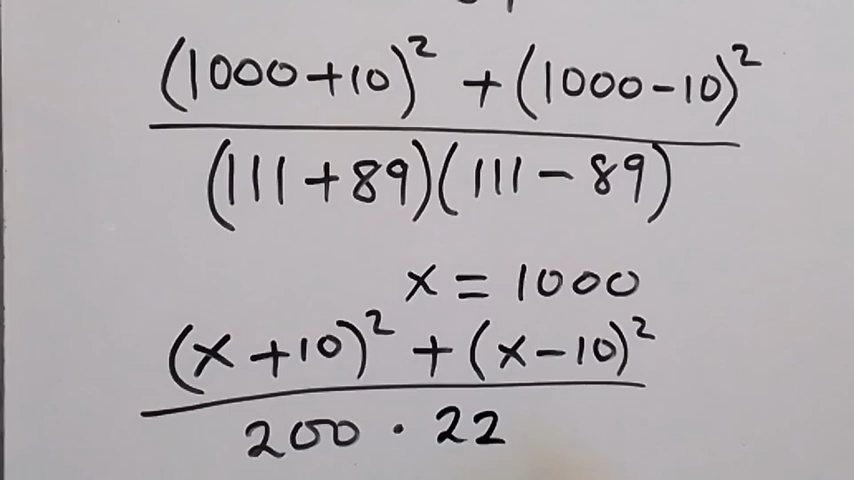 (1000+10)² + (1000-10)²
(111+89)(111-89)
x = 1000
(x+10)² + (x-10)²
200 · 22